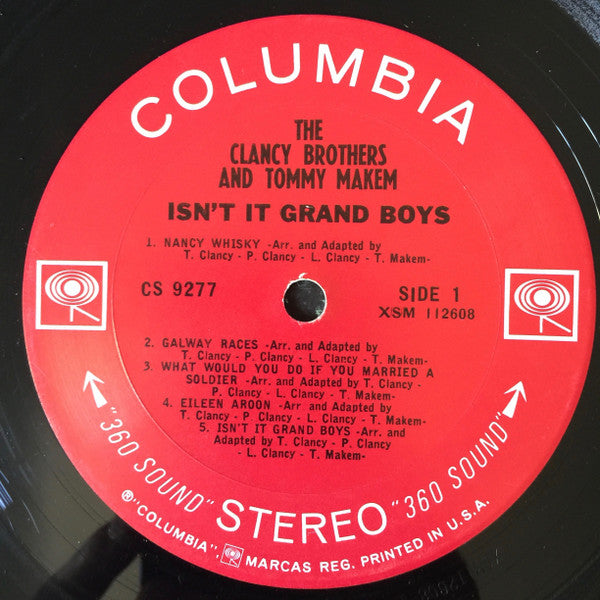 COLUMBIA
THE
CLANCY BROTHERS
AND TOMMY MAKEM
ISN'T IT GRAND BOYS
1. NANCY WHISKY -Arr. and Adapted by
T. Clancy - P. Clancy - L. Clancy - T. Makem-
CS 9277
SIDE 1
XSM 112608
2. GALWAY RACES -Arr. and Adapted by
T. Clancy - P. Clancy - L. Clancy - T. Makem-
3. WHAT WOULD YOU DO IF YOU MARRIED A
SOLDIER -Arr. and Adapted by T. Clancy -
P. Clancy - L. Clancy - T. Makem-
4. EILEEN AROON -Arr. and Adapted by
T. Clancy - P. Clancy - L. Clancy - T. Makem-
5. ISN'T IT GRAND BOYS -Arr. and
Adapted by T. Clancy - P. Clancy
- L. Clancy - T. Makem-
"360 SOUND" STEREO "360 SOUND"
®"COLUMBIA", MARCAS REG. PRINTED IN U.S.A.